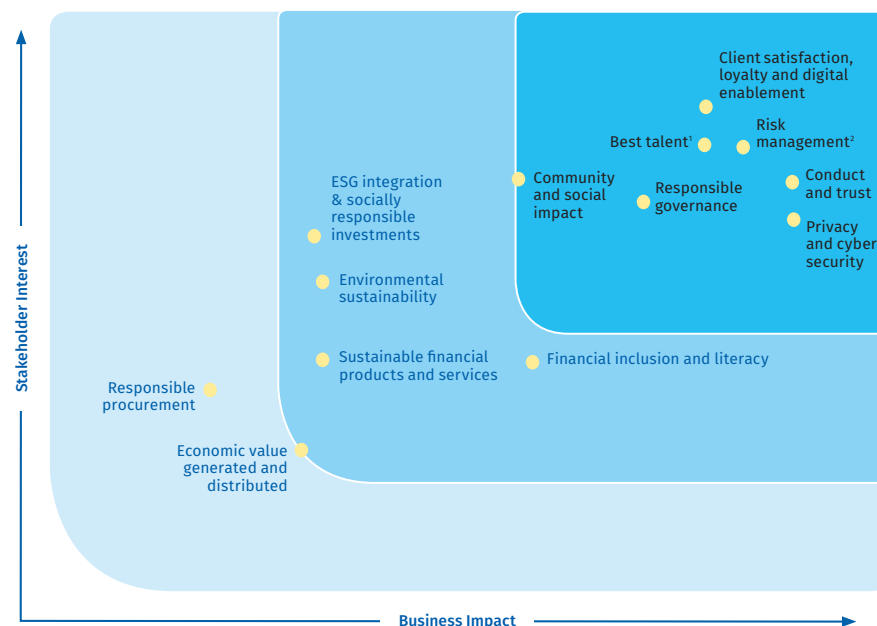 Client satisfaction,
loyalty and digital
enablement
Best talent¹
Risk
management²
ESG integration
& socially
responsible
investments
Community
and social
impact
Responsible
governance
Conduct
and trust
Privacy
and cyber
security
Environmental
sustainability
Sustainable financial
products and services
Financial inclusion and literacy
Responsible
procurement
Economic value
generated and
distributed
Stakeholder Interest
Business Impact